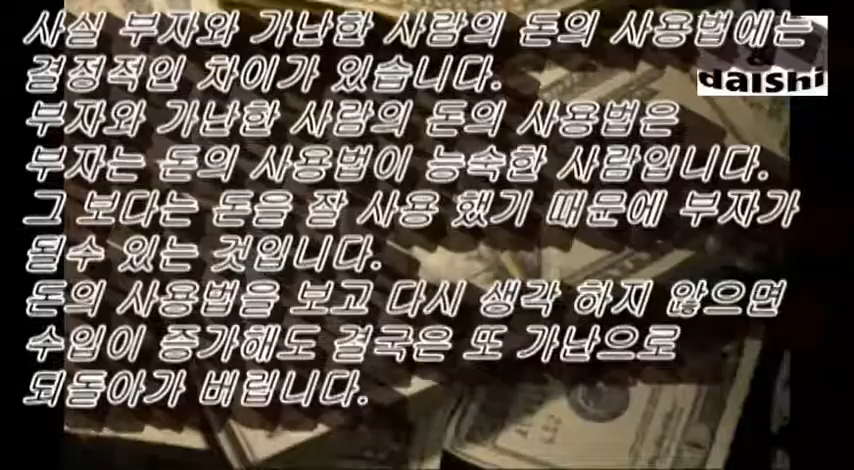 사실 부자와 가난한 사람의 돈의 사용법에는
결정적인 차이가 있습니다.
부자와 가난한 사람의 돈의 사용법은
부자는 돈의 사용법이 능숙한 사람입니다.
그 보다는 돈을 잘 사용 했기 때문에 부자가
될수 있는 것입니다.
돈의 사용법을 보고 다시 생각 하지 않으면
수입이 증가해도 결국은 또 가난으로
되돌아가 버립니다.
daishi